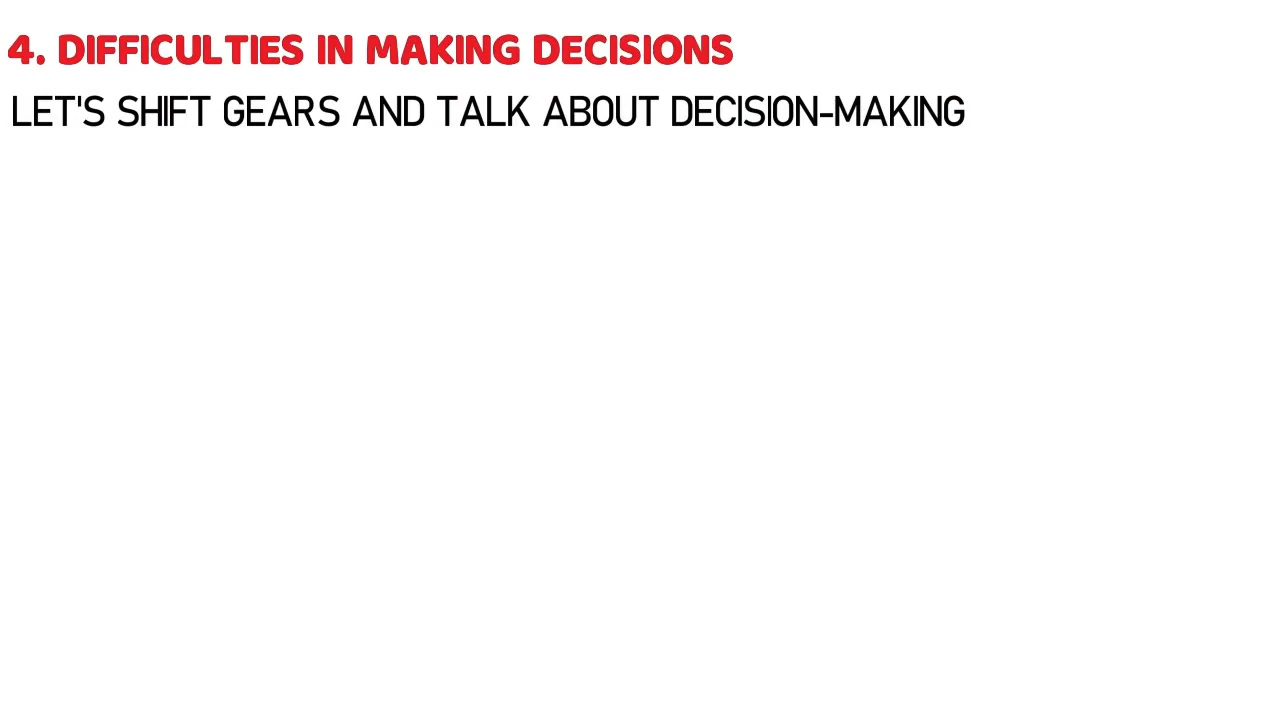 4. DIFFICULTIES IN MAKING DECISIONS
LET'S SHIFT GEARS AND TALK ABOUT DECISION-MAKING